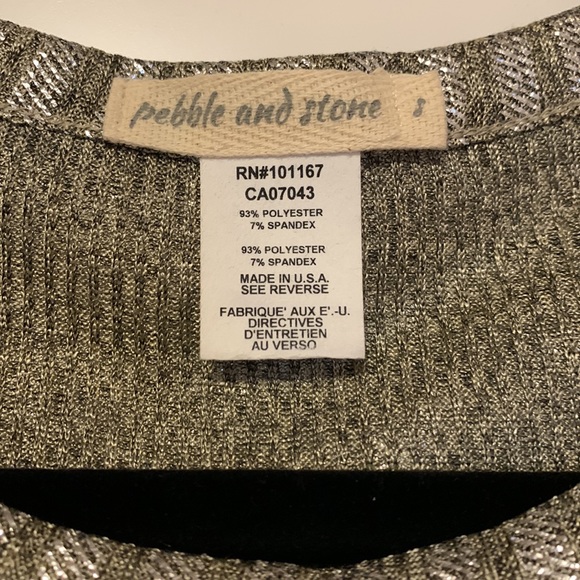 pebble and stone
S
RN#101167
CA07043
93% POLYESTER
7% SPANDEX
93% POLYESTER
7% SPANDEX
MADE IN U.S.A.
SEE REVERSE
FABRIQUE' AUX E'.-U.
DIRECTIVES
D'ENTRETIEN
AU VERSO